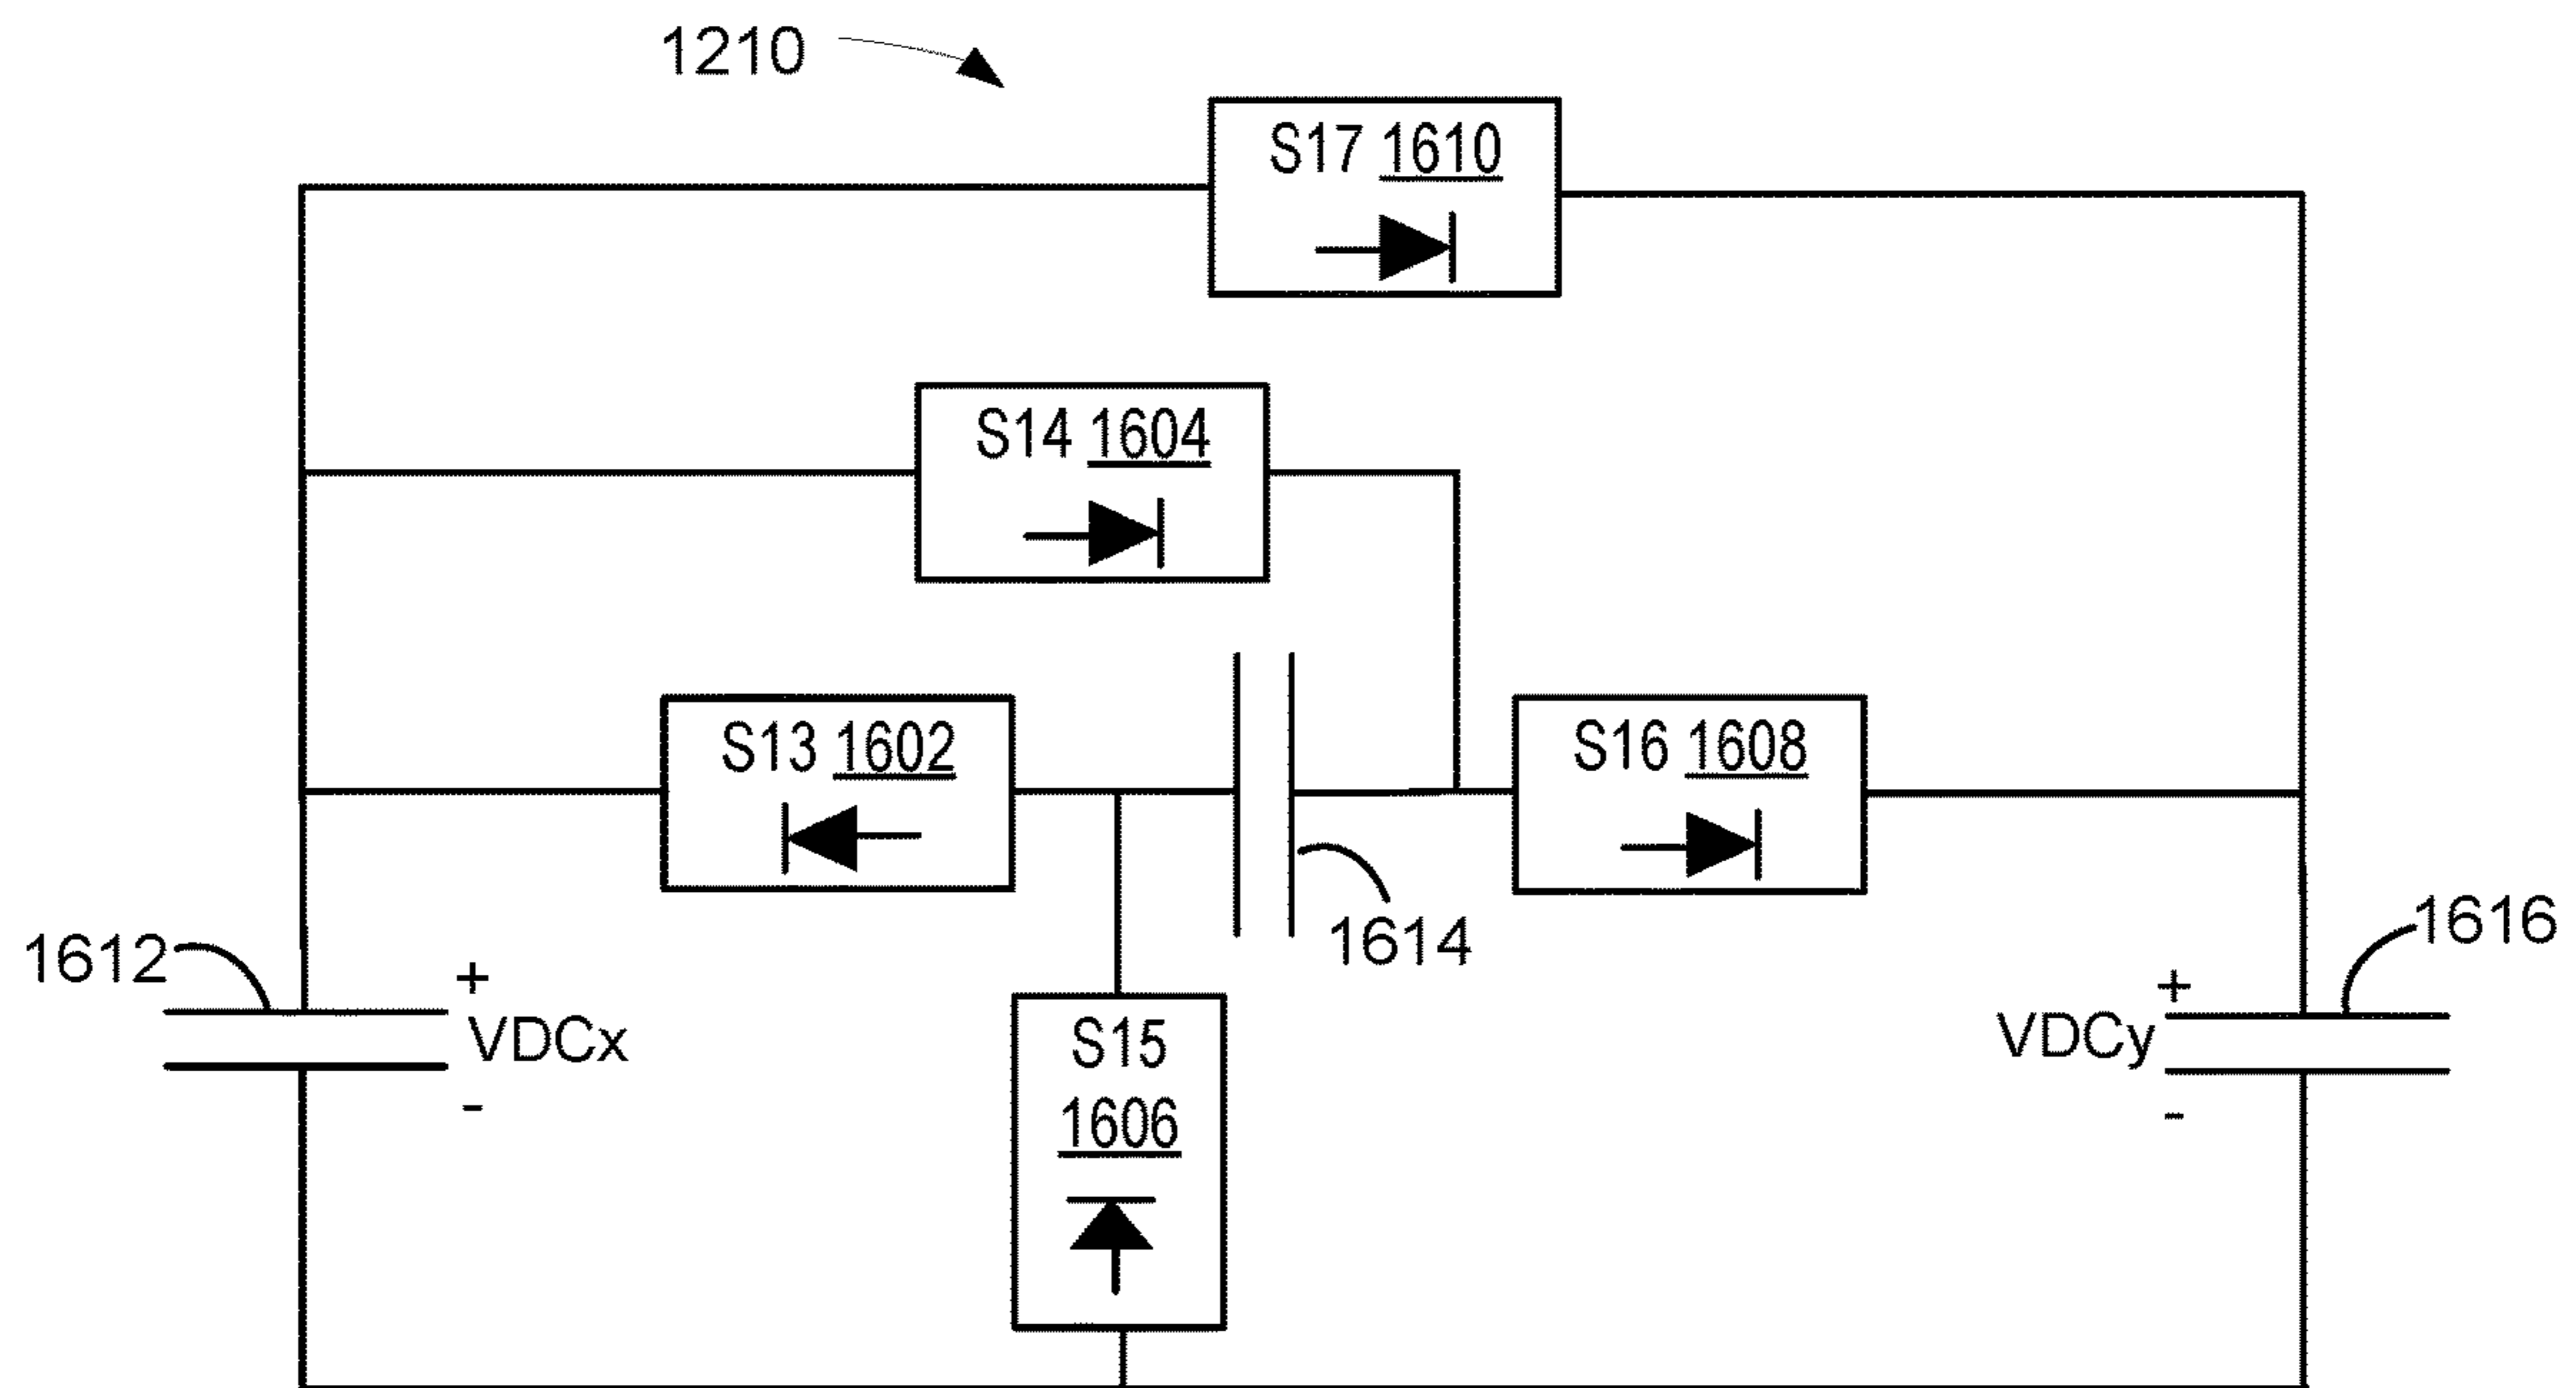 1210
S17 1610
S14 1604
S13 1602
S16 1608
1614
1612
+
VDCx
-
1616
+
VDCy
-
S15
1606